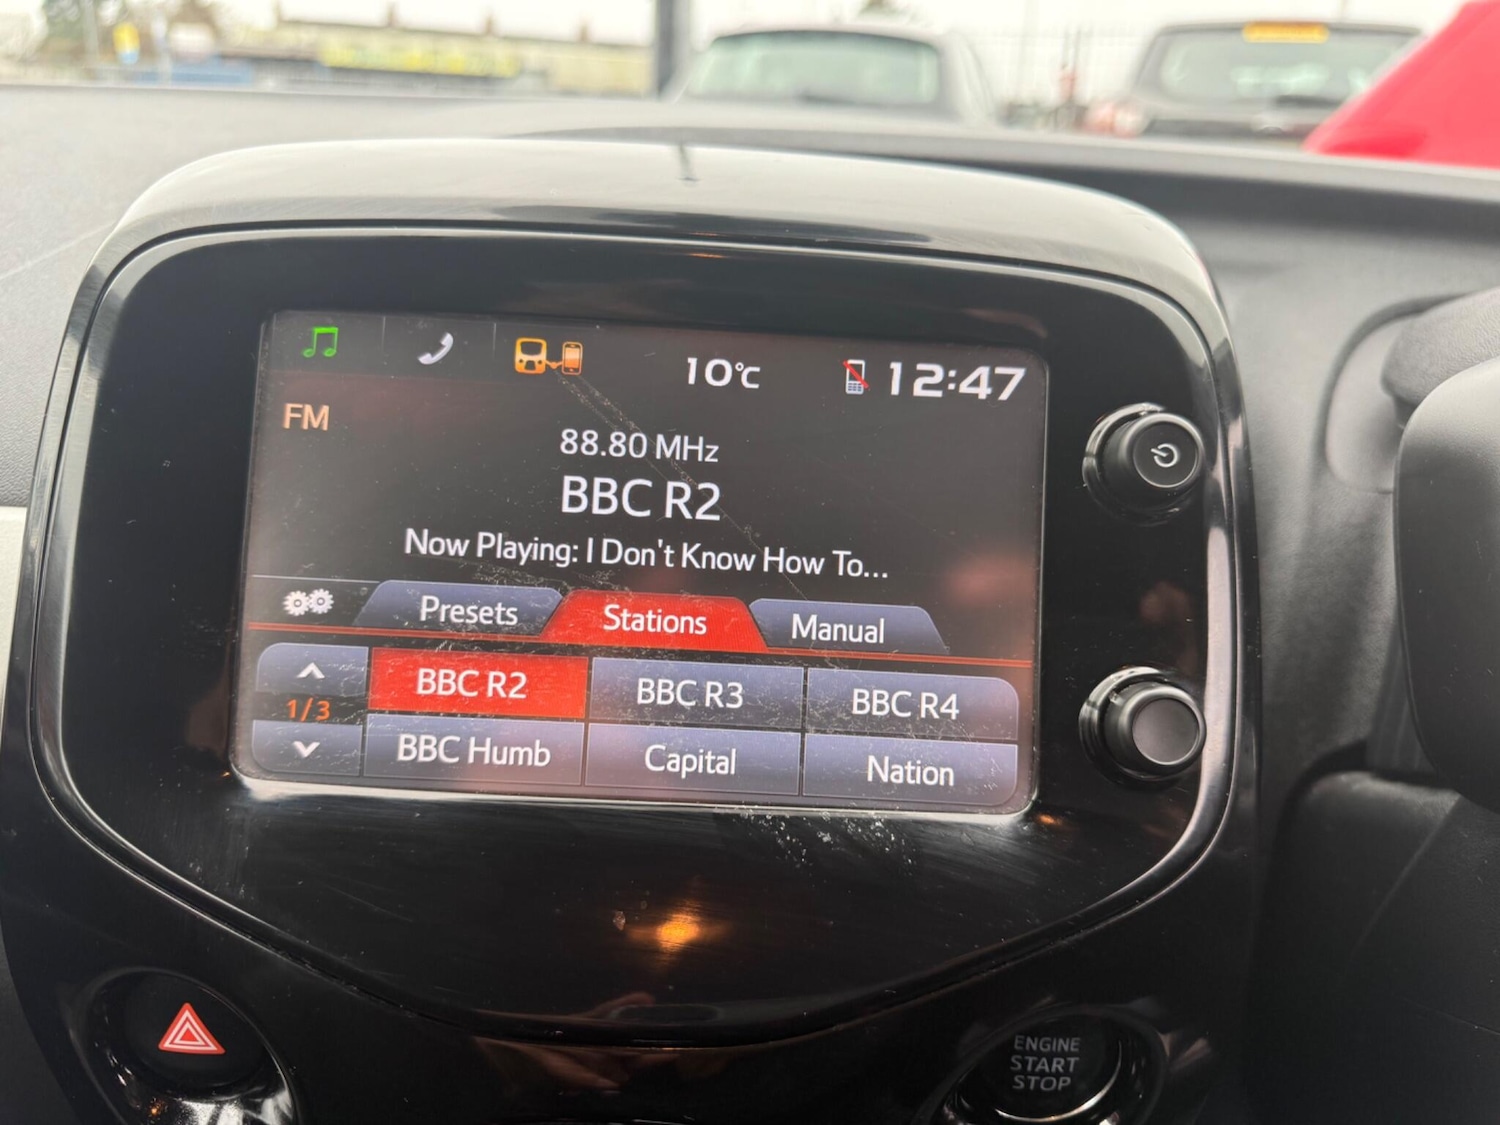 10°C
12:47
FM
88.80 MHz
BBC R2
Now Playing: I Don't Know How To...
Presets
Stations
Manual
BBC R2
BBC R3
BBC R4
1/3
BBC Humb
Capital
Nation
ENGINE
START
STOP